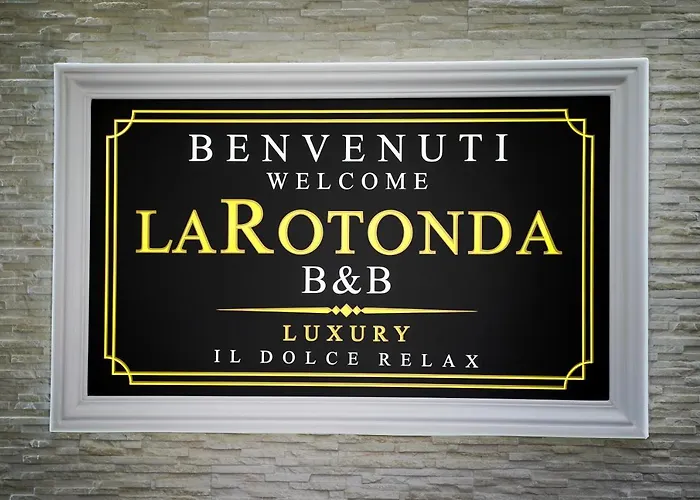 BENVENUTI
WELCOME
LAROTONDA
B&B
LUXURY
IL DOLCE RELAX